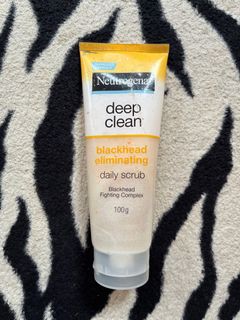 Neutrogena
deep
clean
blackhead
eliminating
daily scrub
Blackhead
Fighting Complex
100g